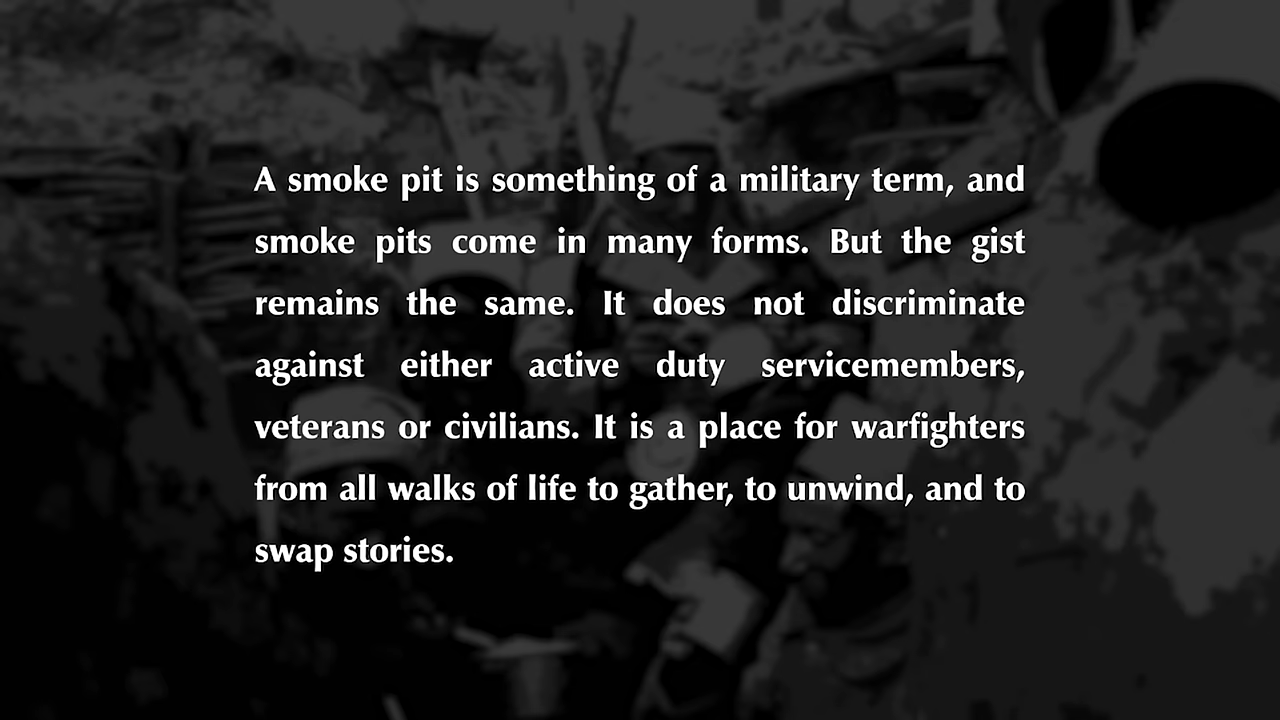 A smoke pit is something of a military term, and
smoke pits come in many forms. But the gist
remains the same. It does not discriminate
against either active duty servicemembers,
veterans or civilians. It is a place for warfighters
from all walks of life to gather, to unwind, and to
swap stories.